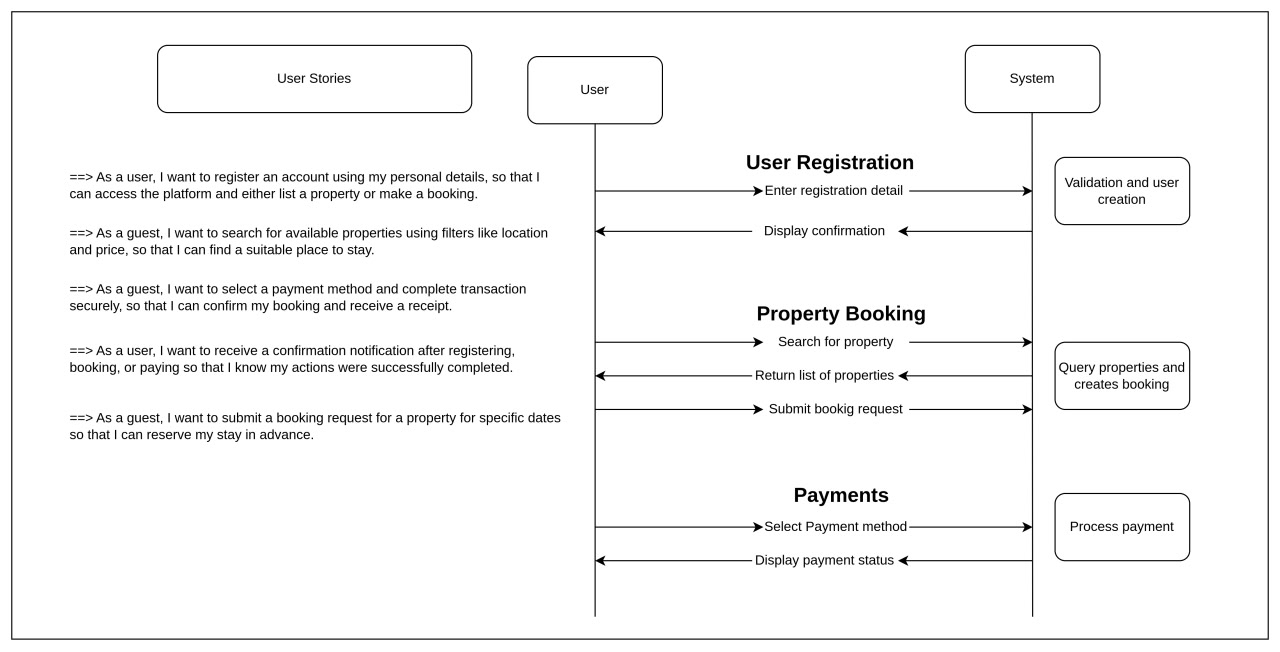 User Stories
User
System
==> As a user, I want to register an account using my personal details, so that I
can access the platform and either list a property or make a booking.
==> As a guest, I want to search for available properties using filters like location
and price, so that I can find a suitable place to stay.
==> As a guest, I want to select a payment method and complete transaction
securely, so that I can confirm my booking and receive a receipt.
==> As a user, I want to receive a confirmation notification after registering,
booking, or paying so that I know my actions were successfully completed.
==> As a guest, I want to submit a booking request for a property for specific dates
so that I can reserve my stay in advance.
User Registration
Enter registration detail
Display confirmation
Validation and user
creation
Property Booking
Search for property
Return list of properties
Submit bookig request
Query properties and
creates booking
Payments
Select Payment method
Display payment status
Process payment